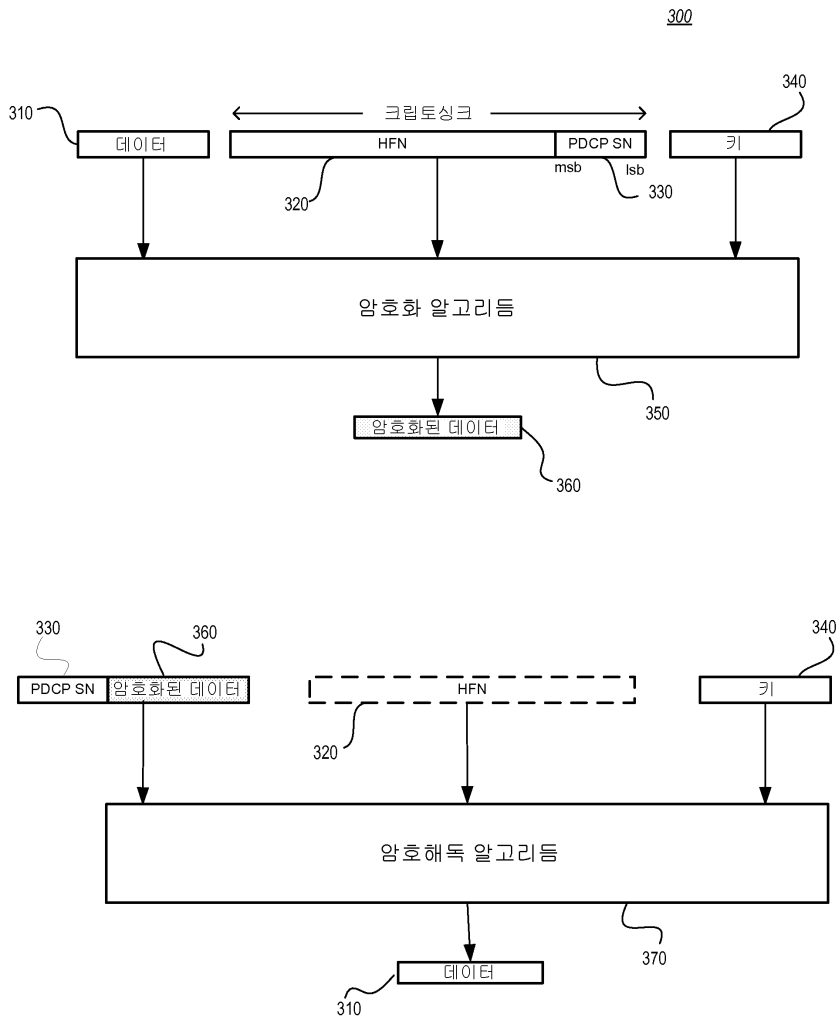 300
크립토싱크
310
340
데이터
HFN
PDCP SN
키
msb
lsb
320
330
암호화 알고리듬
350
암호화된 데이터
360
330
360
340
PDCP SN
암호화된 데이터
HFN
키
320
암호해독 알고리듬
370
데이터
310